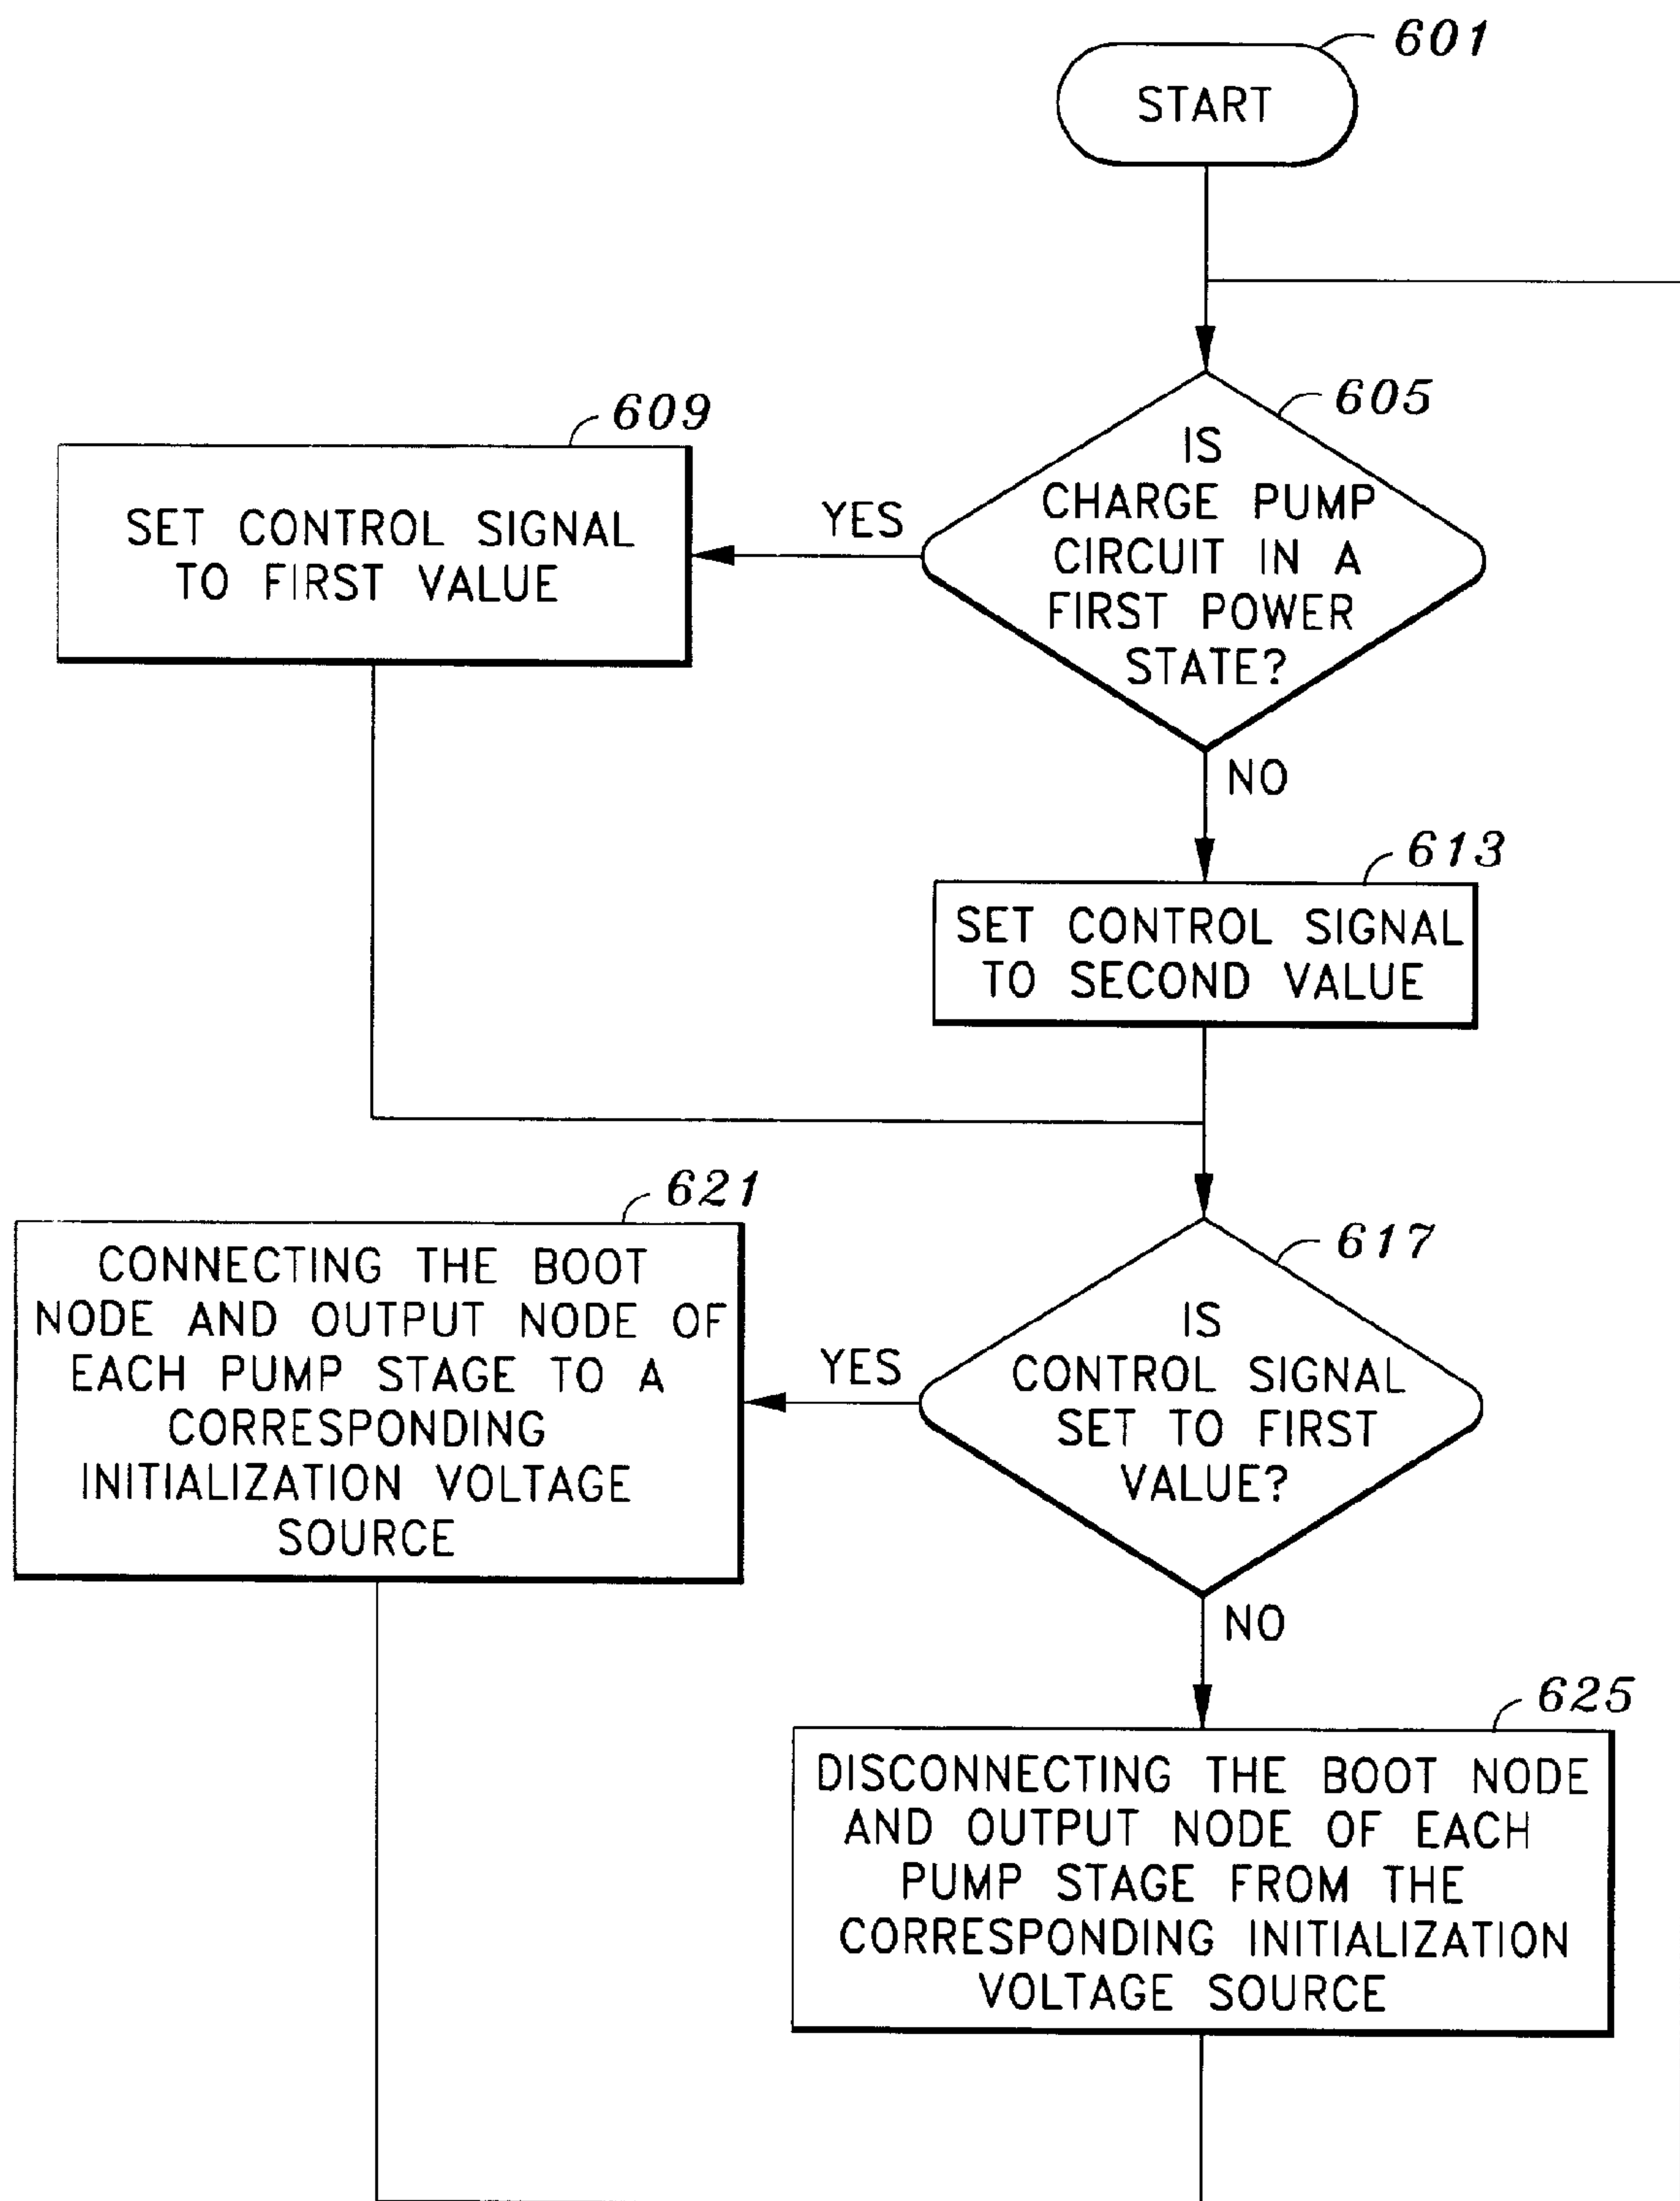 601
START
605
IS
CHARGE PUMP
CIRCUIT IN A
FIRST POWER
STATE?
YES
609
SET CONTROL SIGNAL
TO FIRST VALUE
NO
613
SET CONTROL SIGNAL
TO SECOND VALUE
617
IS
CONTROL SIGNAL
SET TO FIRST
VALUE?
YES
621
CONNECTING THE BOOT
NODE AND OUTPUT NODE OF
EACH PUMP STAGE TO A
CORRESPONDING
INITIALIZATION VOLTAGE
SOURCE
NO
625
DISCONNECTING THE BOOT NODE
AND OUTPUT NODE OF EACH
PUMP STAGE FROM THE
CORRESPONDING INITIALIZATION
VOLTAGE SOURCE